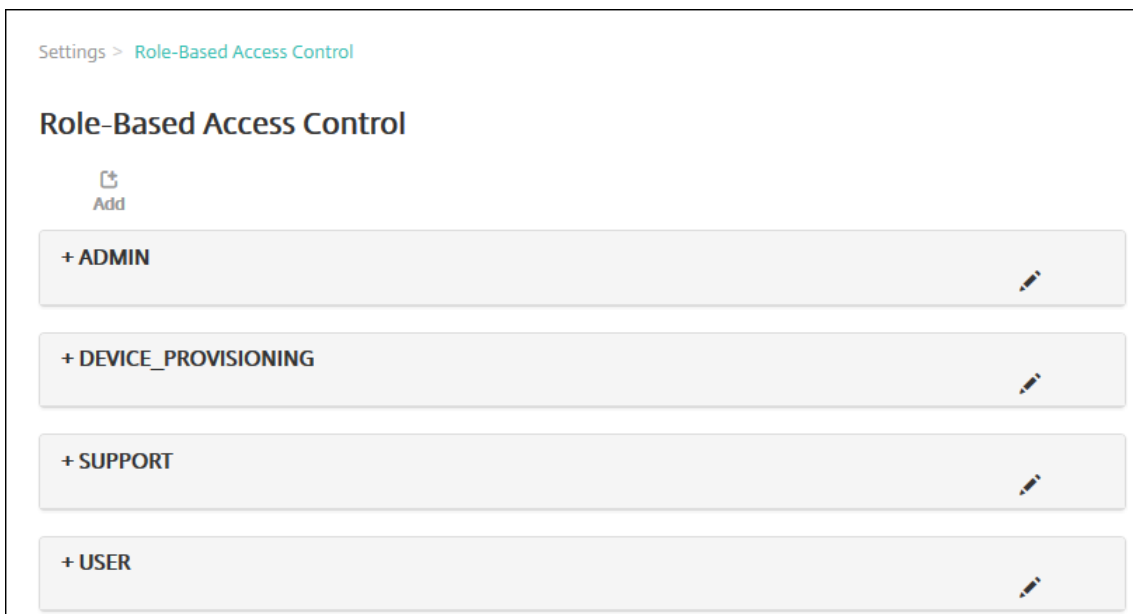 Settings > Role-Based Access Control
Role-Based Access Control
Add
+ ADMIN
+ DEVICE_PROVISIONING
+ SUPPORT
+ USER